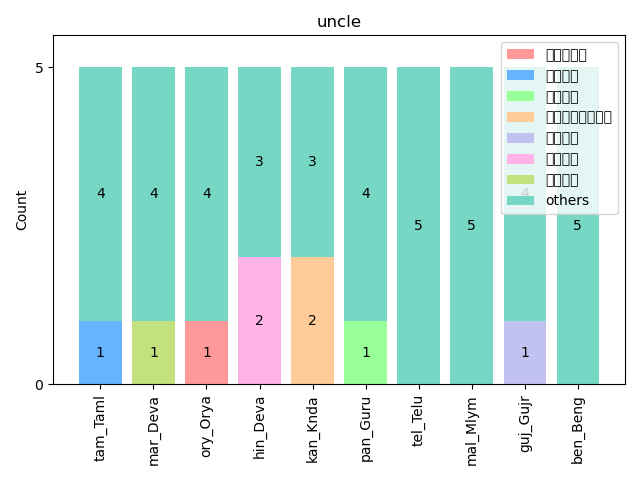 uncle
5
0
Count
4
4
4
3
3
4
5
5
4
5
1
1
1
2
2
1
1
tam_Taml
mar_Deva
ory_Orya
hin_Deva
kan_Knda
pan_Guru
tel_Telu
mal_Mlym
guj_Gujr
ben_Beng
others